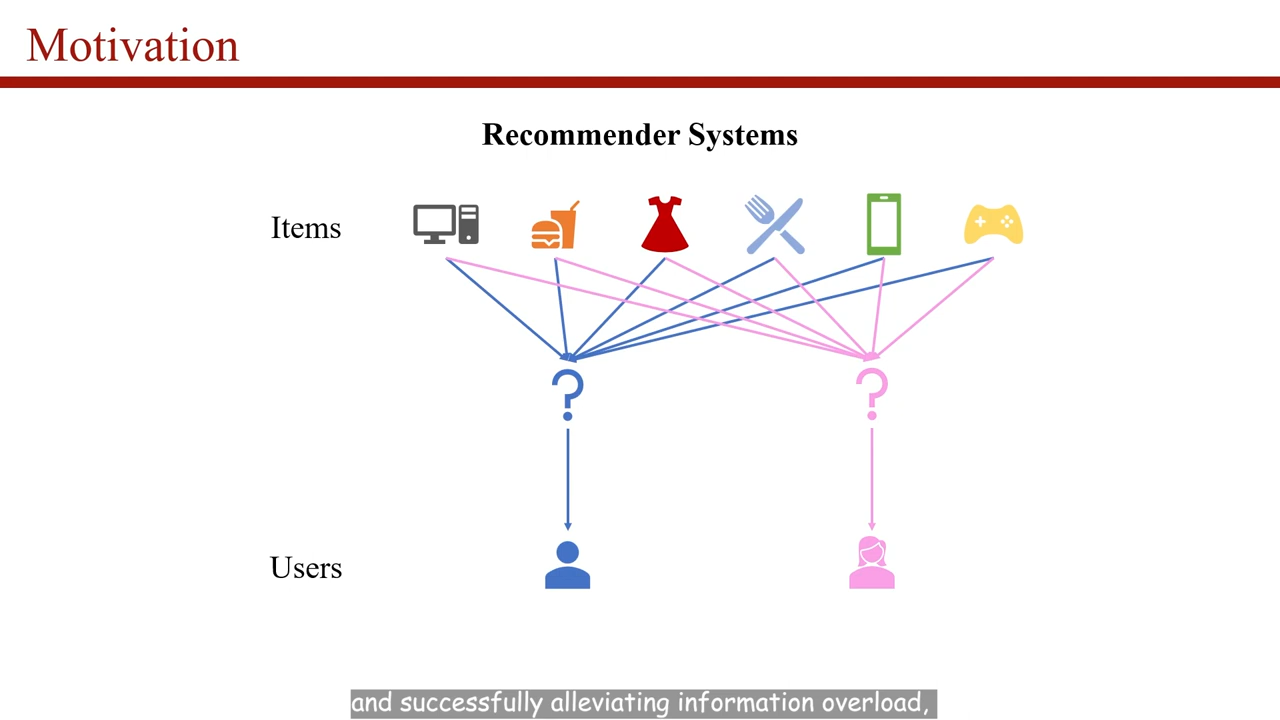 Motivation
Recommender Systems
Items
?
?
Users
and successfully alleviating information overload,